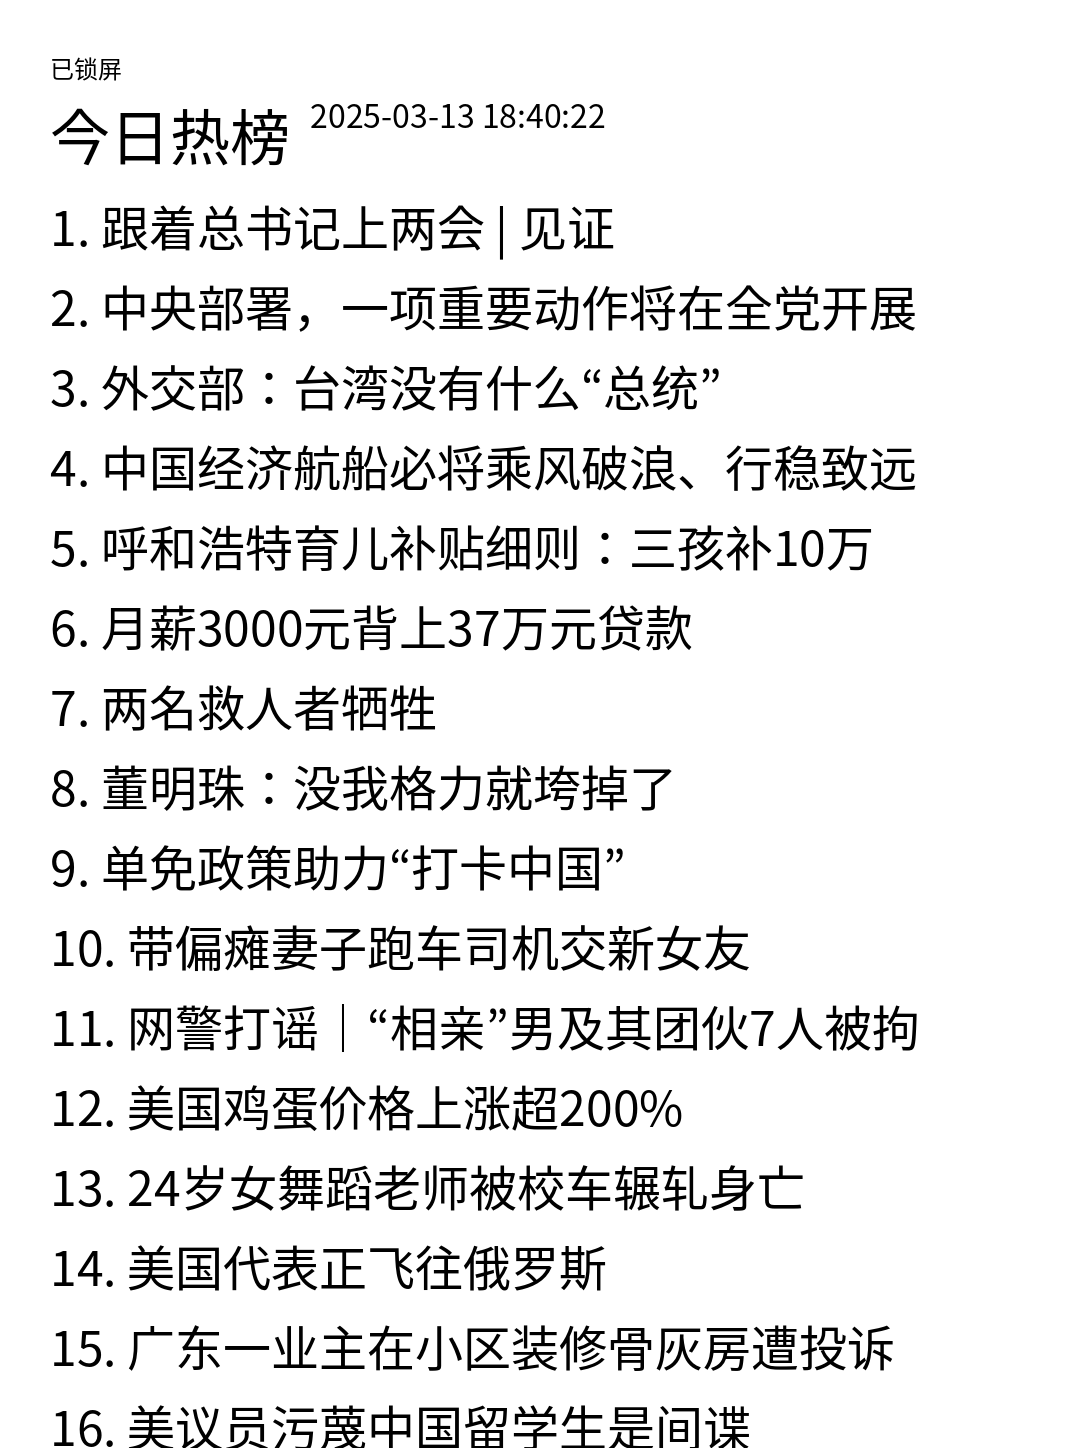 已锁屏
今日热榜 2025-03-13 18:40:22
1. 跟着总书记上两会 | 见证
2. 中央部署，一项重要动作将在全党开展
3. 外交部：台湾没有什么“总统”
4. 中国经济航船必将乘风破浪、行稳致远
5. 呼和浩特育儿补贴细则：三孩补10万
6. 月薪3000元背上37万元贷款
7. 两名救人者牺牲
8. 董明珠：没我格力就垮掉了
9. 单免政策助力“打卡中国”
10. 带偏瘫妻子跑车司机交新女友
11. 网警打谣｜“相亲”男及其团伙7人被拘
12. 美国鸡蛋价格上涨超200%
13. 24岁女舞蹈老师被校车辗轧身亡
14. 美国代表正飞往俄罗斯
15. 广东一业主在小区装修骨灰房遭投诉
16. 美议员污蔑中国留学生是间谍